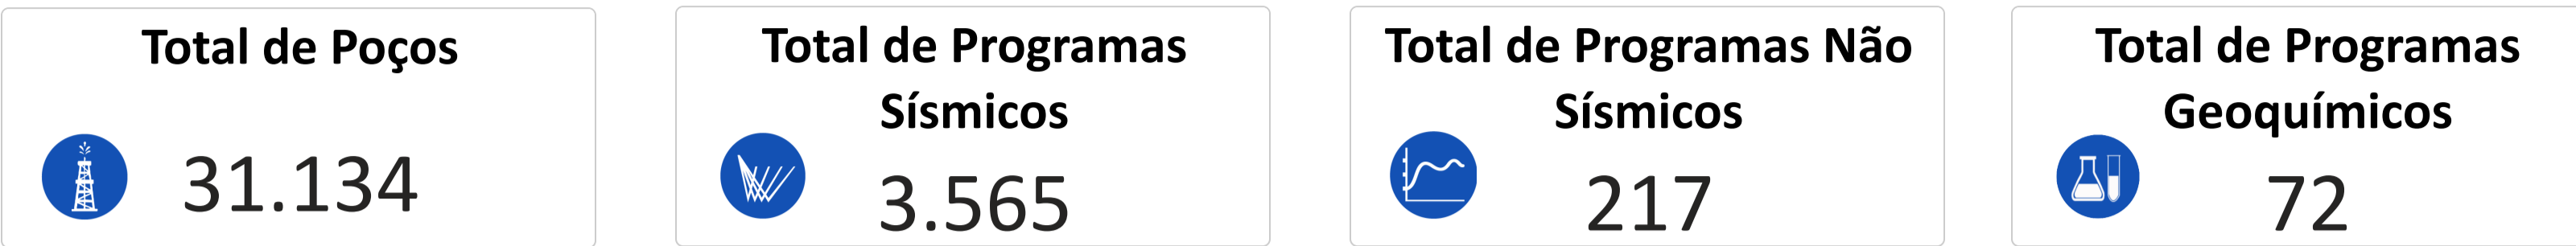 Total de Poços
31.134
Total de Programas
Sísmicos
3.565
Total de Programas Não
Sísmicos
217
Total de Programas
Geoquímicos
72